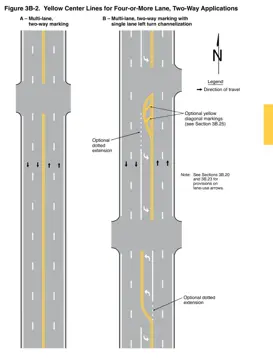 Figure 3B-2. Yellow Center Lines for Four-or-More Lane, Two-Way Applications
A – Multi-lane,
two-way marking
B – Multi-lane, two-way marking with
single lane left turn channelization
N
Legend
Direction of travel
Optional yellow
diagonal markings
(see Section 3B.25)
Optional
dotted
extension
Note: See Sections 3B.20
and 3B.23 for
provisions on
lane-use arrows.
Optional dotted
extension